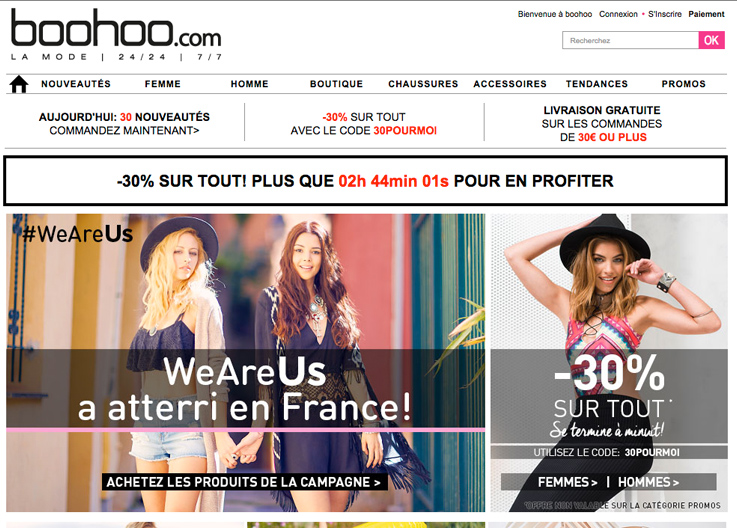 boohoo.com
LA MODE | 24/24 | 7/7
Bienvenue à boohoo Connexion • S'Inscrire Paiement
Recherchez OK
NOUVEAUTÉS FEMME HOMME BOUTIQUE CHAUSSURES ACCESSOIRES TENDANCES PROMOS
AUJOURD'HUI: 30 NOUVEAUTÉS
COMMANDEZ MAINTENANT>
-30% SUR TOUT
AVEC LE CODE 30POURMOI
LIVRAISON GRATUITE
SUR LES COMMANDES
DE 30€ OU PLUS
-30% SUR TOUT! PLUS QUE 02h 44min 01s POUR EN PROFITER
#WeAreUs
WeAreUs
a atterri en France!
ACHETEZ LES PRODUITS DE LA CAMPAGNE >
-30%
SUR TOUT*
Se termine à minuit!
UTILISEZ LE CODE: 30POURMOI
FEMMES > | HOMMES >
*OFFRE NON VALABLE SUR LA CATÉGORIE PROMOS